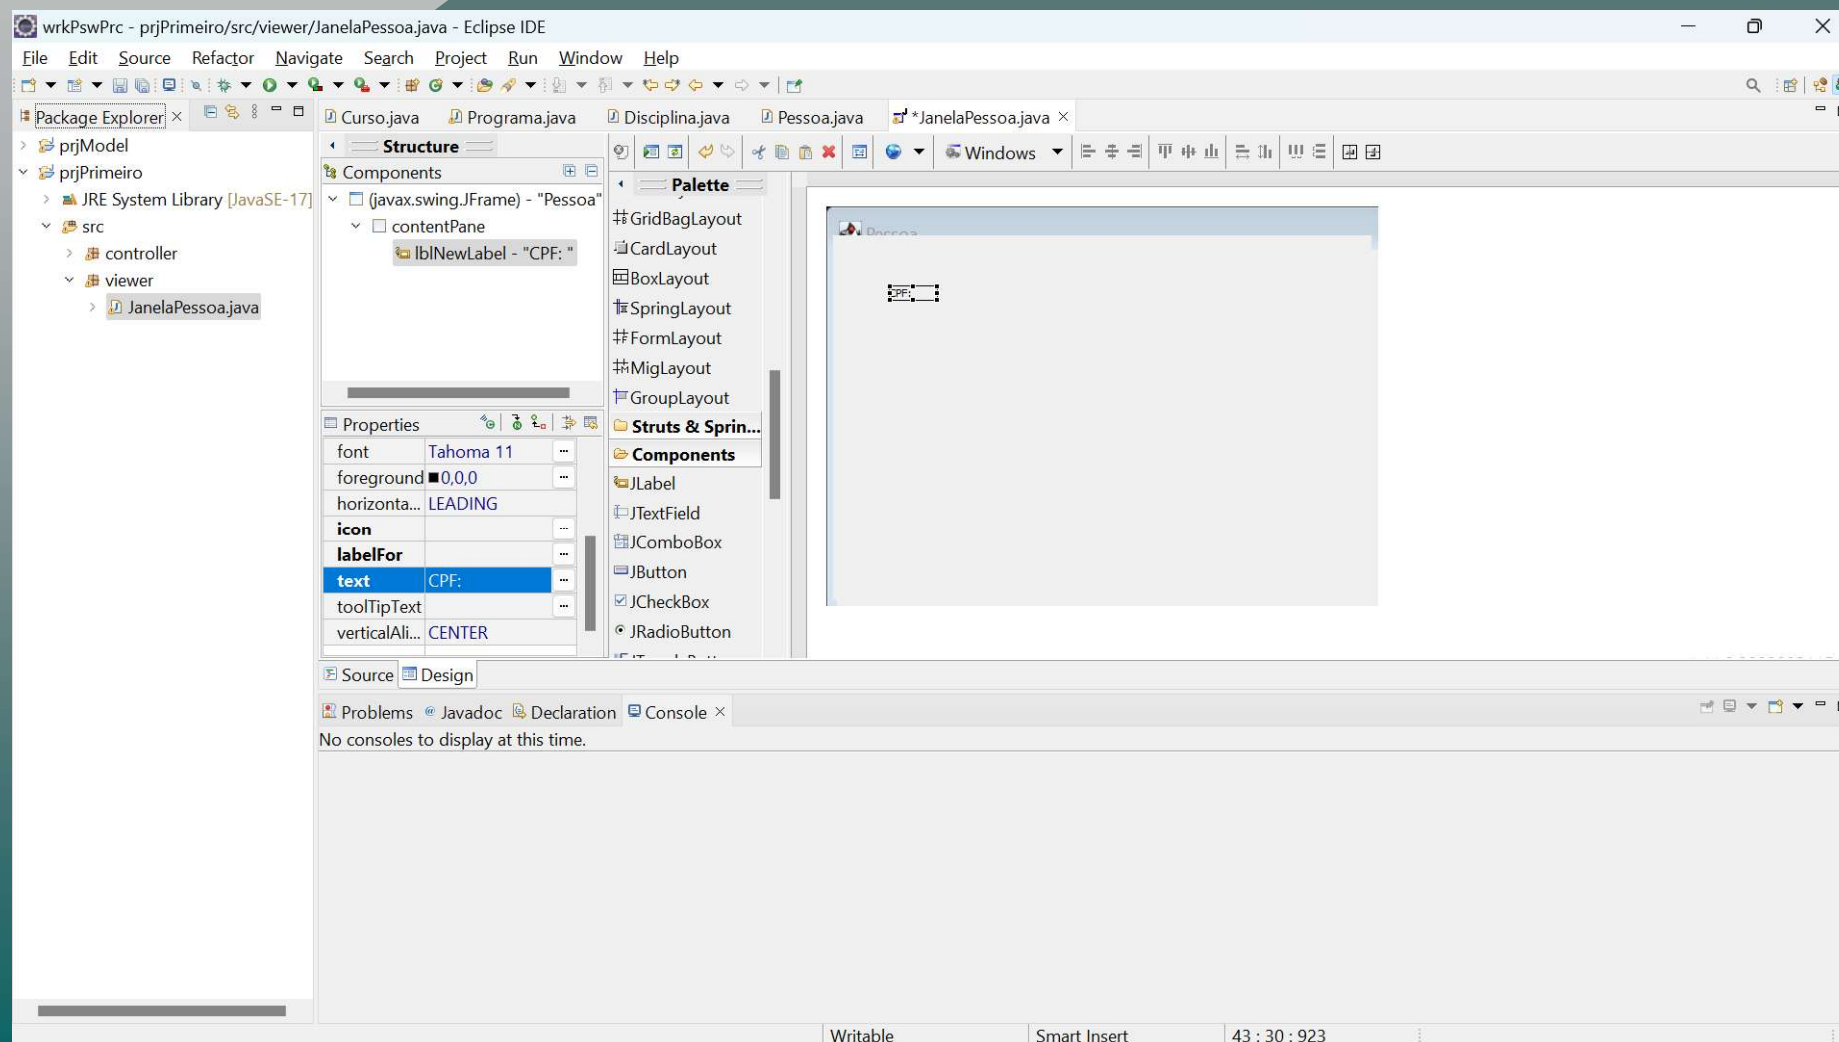 wrkPswPrc - prjPrimeiro/src/viewer/JanelaPessoa.java - Eclipse IDE
File Edit Source Refactor Navigate Search Project Run Window Help
Package Explorer
prjModel
prjPrimeiro
JRE System Library [JavaSE-17]
src
controller
viewer
JanelaPessoa.java
Curso.java Programa.java Disciplina.java Pessoa.java *JanelaPessoa.java
Structure
Components
(javax.swing.JFrame) - "Pessoa"
contentPane
lblNewLabel - "CPF: "
Properties
font Tahoma 11
foreground 0,0,0
horizonta... LEADING
icon
labelFor
text CPF:
toolTipText
verticalAli... CENTER
Windows
Palette
GridBagLayout
CardLayout
BoxLayout
SpringLayout
FormLayout
MigLayout
GroupLayout
Struts & Sprin...
Components
JLabel
JTextField
JComboBox
JButton
JCheckBox
JRadioButton
Pessoa
CPF:
Source Design
Problems Javadoc Declaration Console
No consoles to display at this time.
Writable Smart Insert 43 : 30 : 923